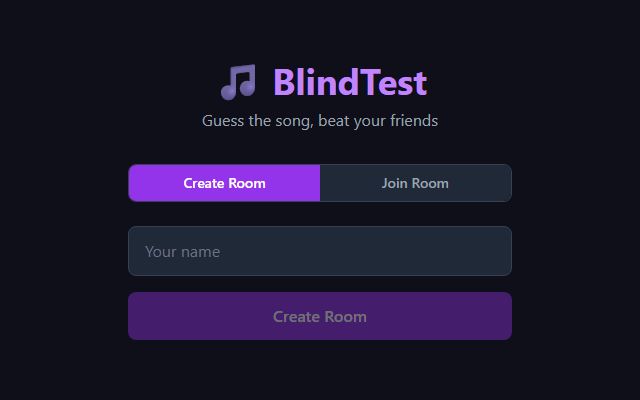 🎵 BlindTest
Guess the song, beat your friends
Create Room
Join Room
Your name
Create Room